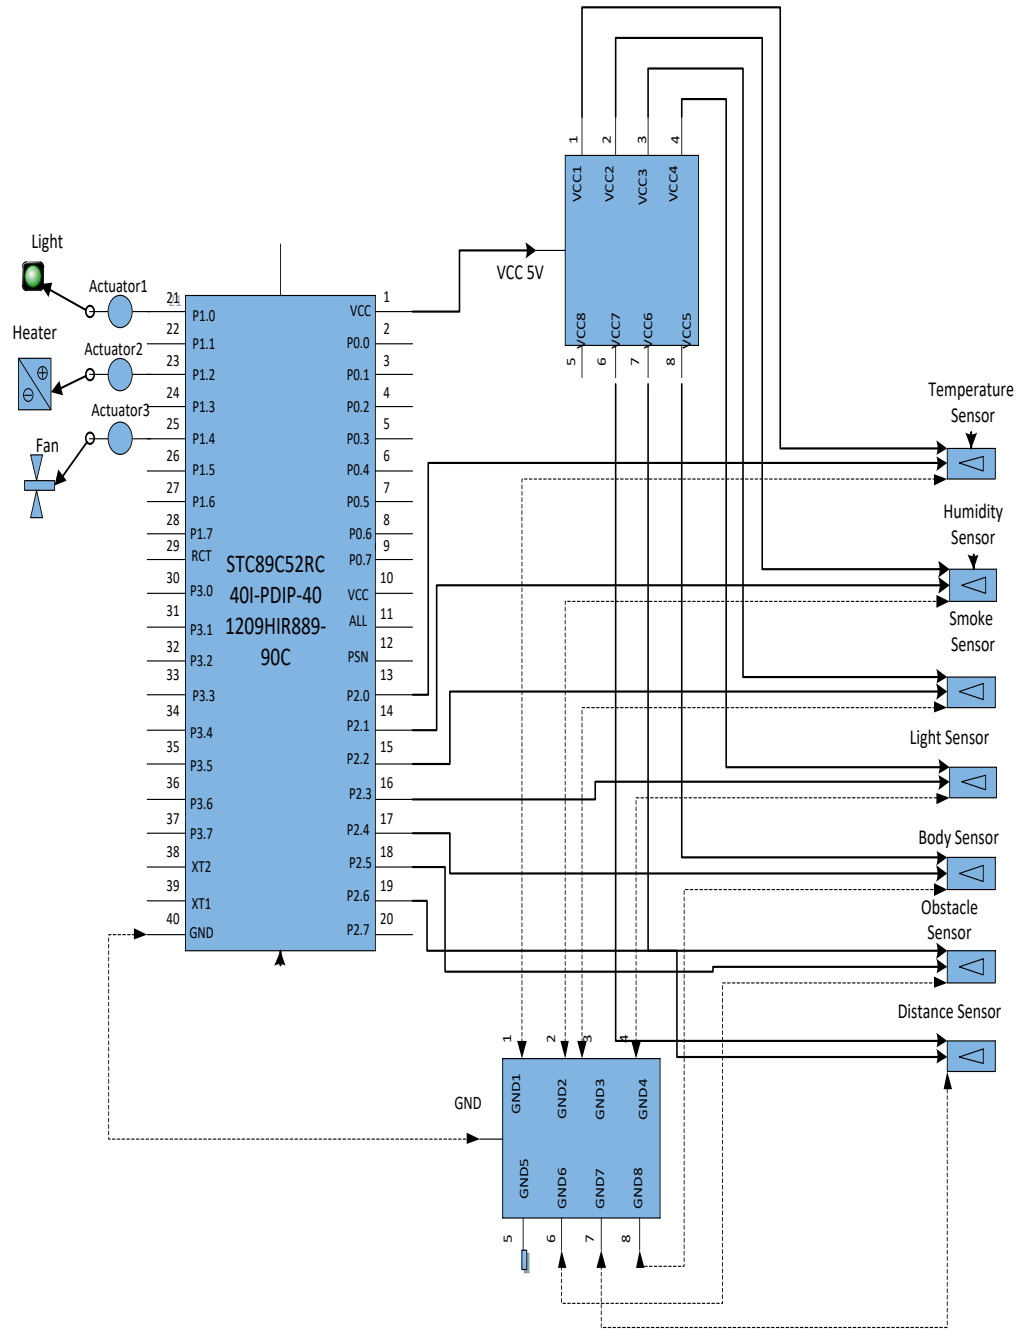 1
2
3
4
VCC1
VCC2
VCC3
VCC4
VCC 5V
VCC8
VCC7
VCC6
VCC5
5
6
7
8
Light
Actuator1
Heater
Actuator2
Actuator3
Fan
21
P1.0
22
P1.1
23
P1.2
24
P1.3
25
P1.4
26
P1.5
27
P1.6
28
P1.7
29
RCT
30
P3.0
31
P3.1
32
P3.2
33
P3.3
34
P3.4
35
P3.5
36
P3.6
37
P3.7
38
XT2
39
XT1
40
GND
STC89C52RC
40I-PDIP-40
1209HIR889-
90C
1
VCC
2
P0.0
3
P0.1
4
P0.2
5
P0.3
6
P0.4
7
P0.5
8
P0.6
9
P0.7
10
VCC
11
ALL
12
PSN
13
P2.0
14
P2.1
15
P2.2
16
P2.3
17
P2.4
18
P2.5
19
P2.6
20
P2.7
Temperature
Sensor
Humidity
Sensor
Smoke
Sensor
Light Sensor
Body Sensor
Obstacle
Sensor
Distance Sensor
1
2
3
4
GND
GND1
GND2
GND3
GND4
GND5
GND6
GND7
GND8
5
6
7
8